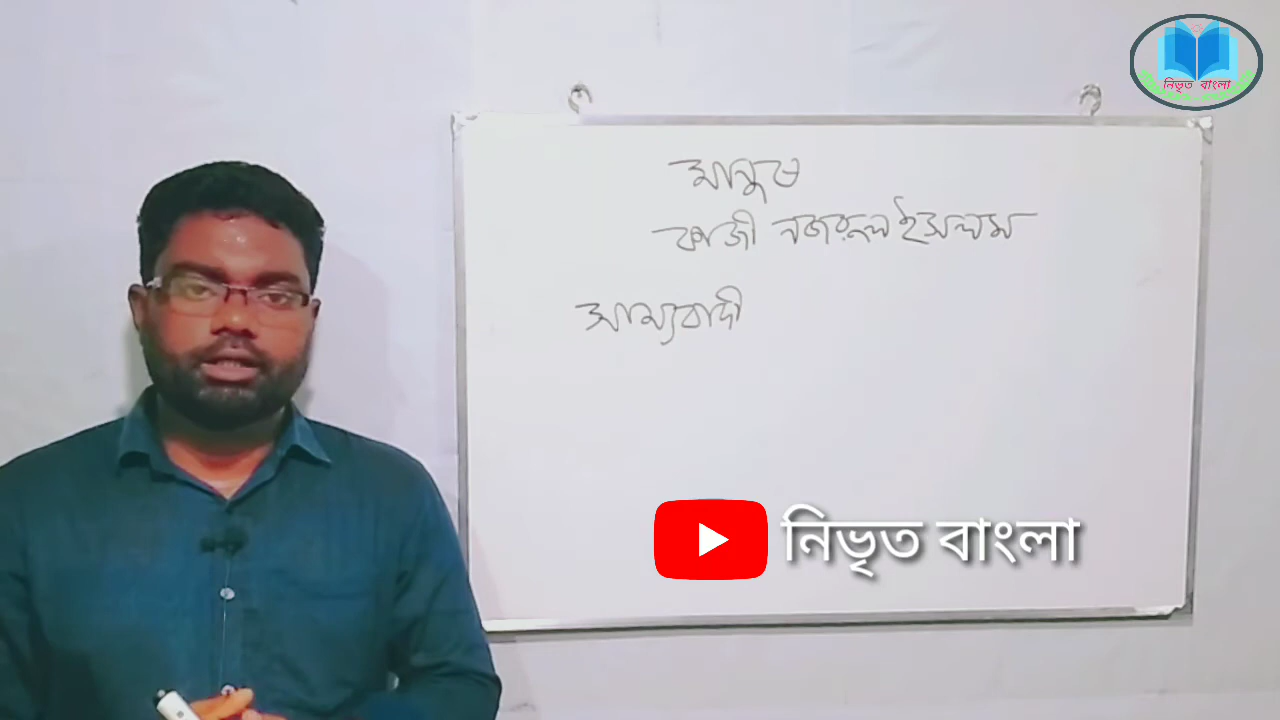 নিভৃত বাংলা
মানুষ
কাজী নজরুল ইসলাম
সাম্যবাদী
নিভৃত বাংলা